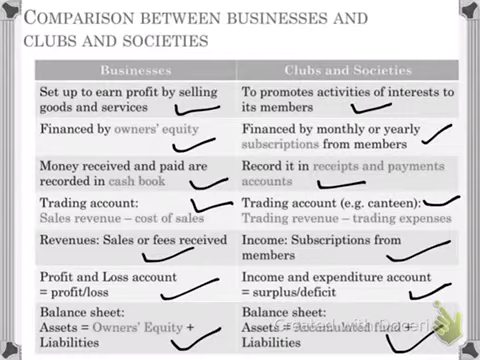 COMPARISON BETWEEN BUSINESSES AND
CLUBS AND SOCIETIES
Businesses
Clubs and Societies
Set up to earn profit by selling
goods and services
To promotes activities of interests to
its members
Financed by owners' equity
Financed by monthly or yearly
subscriptions from members
Money received and paid are
recorded in cash book
Record it in receipts and payments
accounts
Trading account:
Sales revenue – cost of sales
Trading account (e.g. canteen):
Trading revenue – trading expenses
Revenues: Sales or fees received
Income: Subscriptions from
members
Profit and Loss account
= profit/loss
Income and expenditure account
= surplus/deficit
Balance sheet:
Assets = Owners' Equity +
Liabilities
Balance sheet:
Assets = accumulated fund +
Liabilities